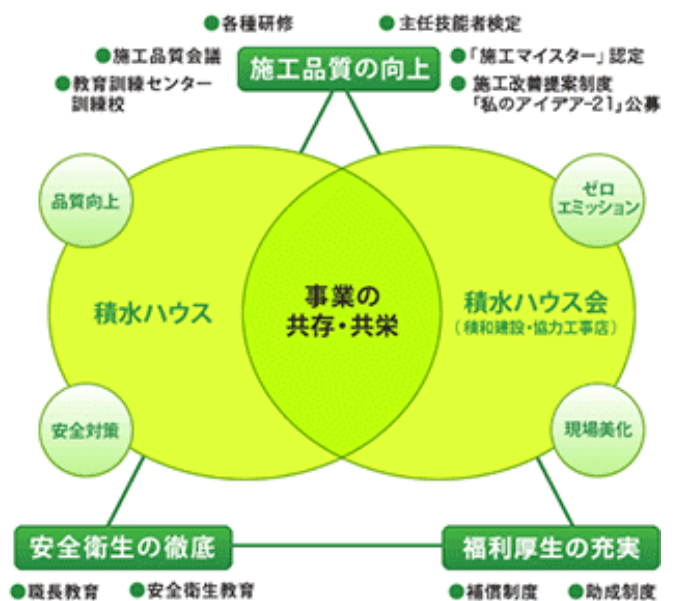 各種研修
主任技能者検定
施工品質会議
「施工マイスター」認定
教育訓練センター
訓練校
施工改善提案制度
「私のアイデア-21」公募
施工品質の向上
品質向上
ゼロ
エミッション
積水ハウス
事業の
共存・共栄
積水ハウス会
(積和建設・協力工事店)
安全対策
現場美化
安全衛生の徹底
福利厚生の充実
職長教育
安全衛生教育
補償制度
助成制度